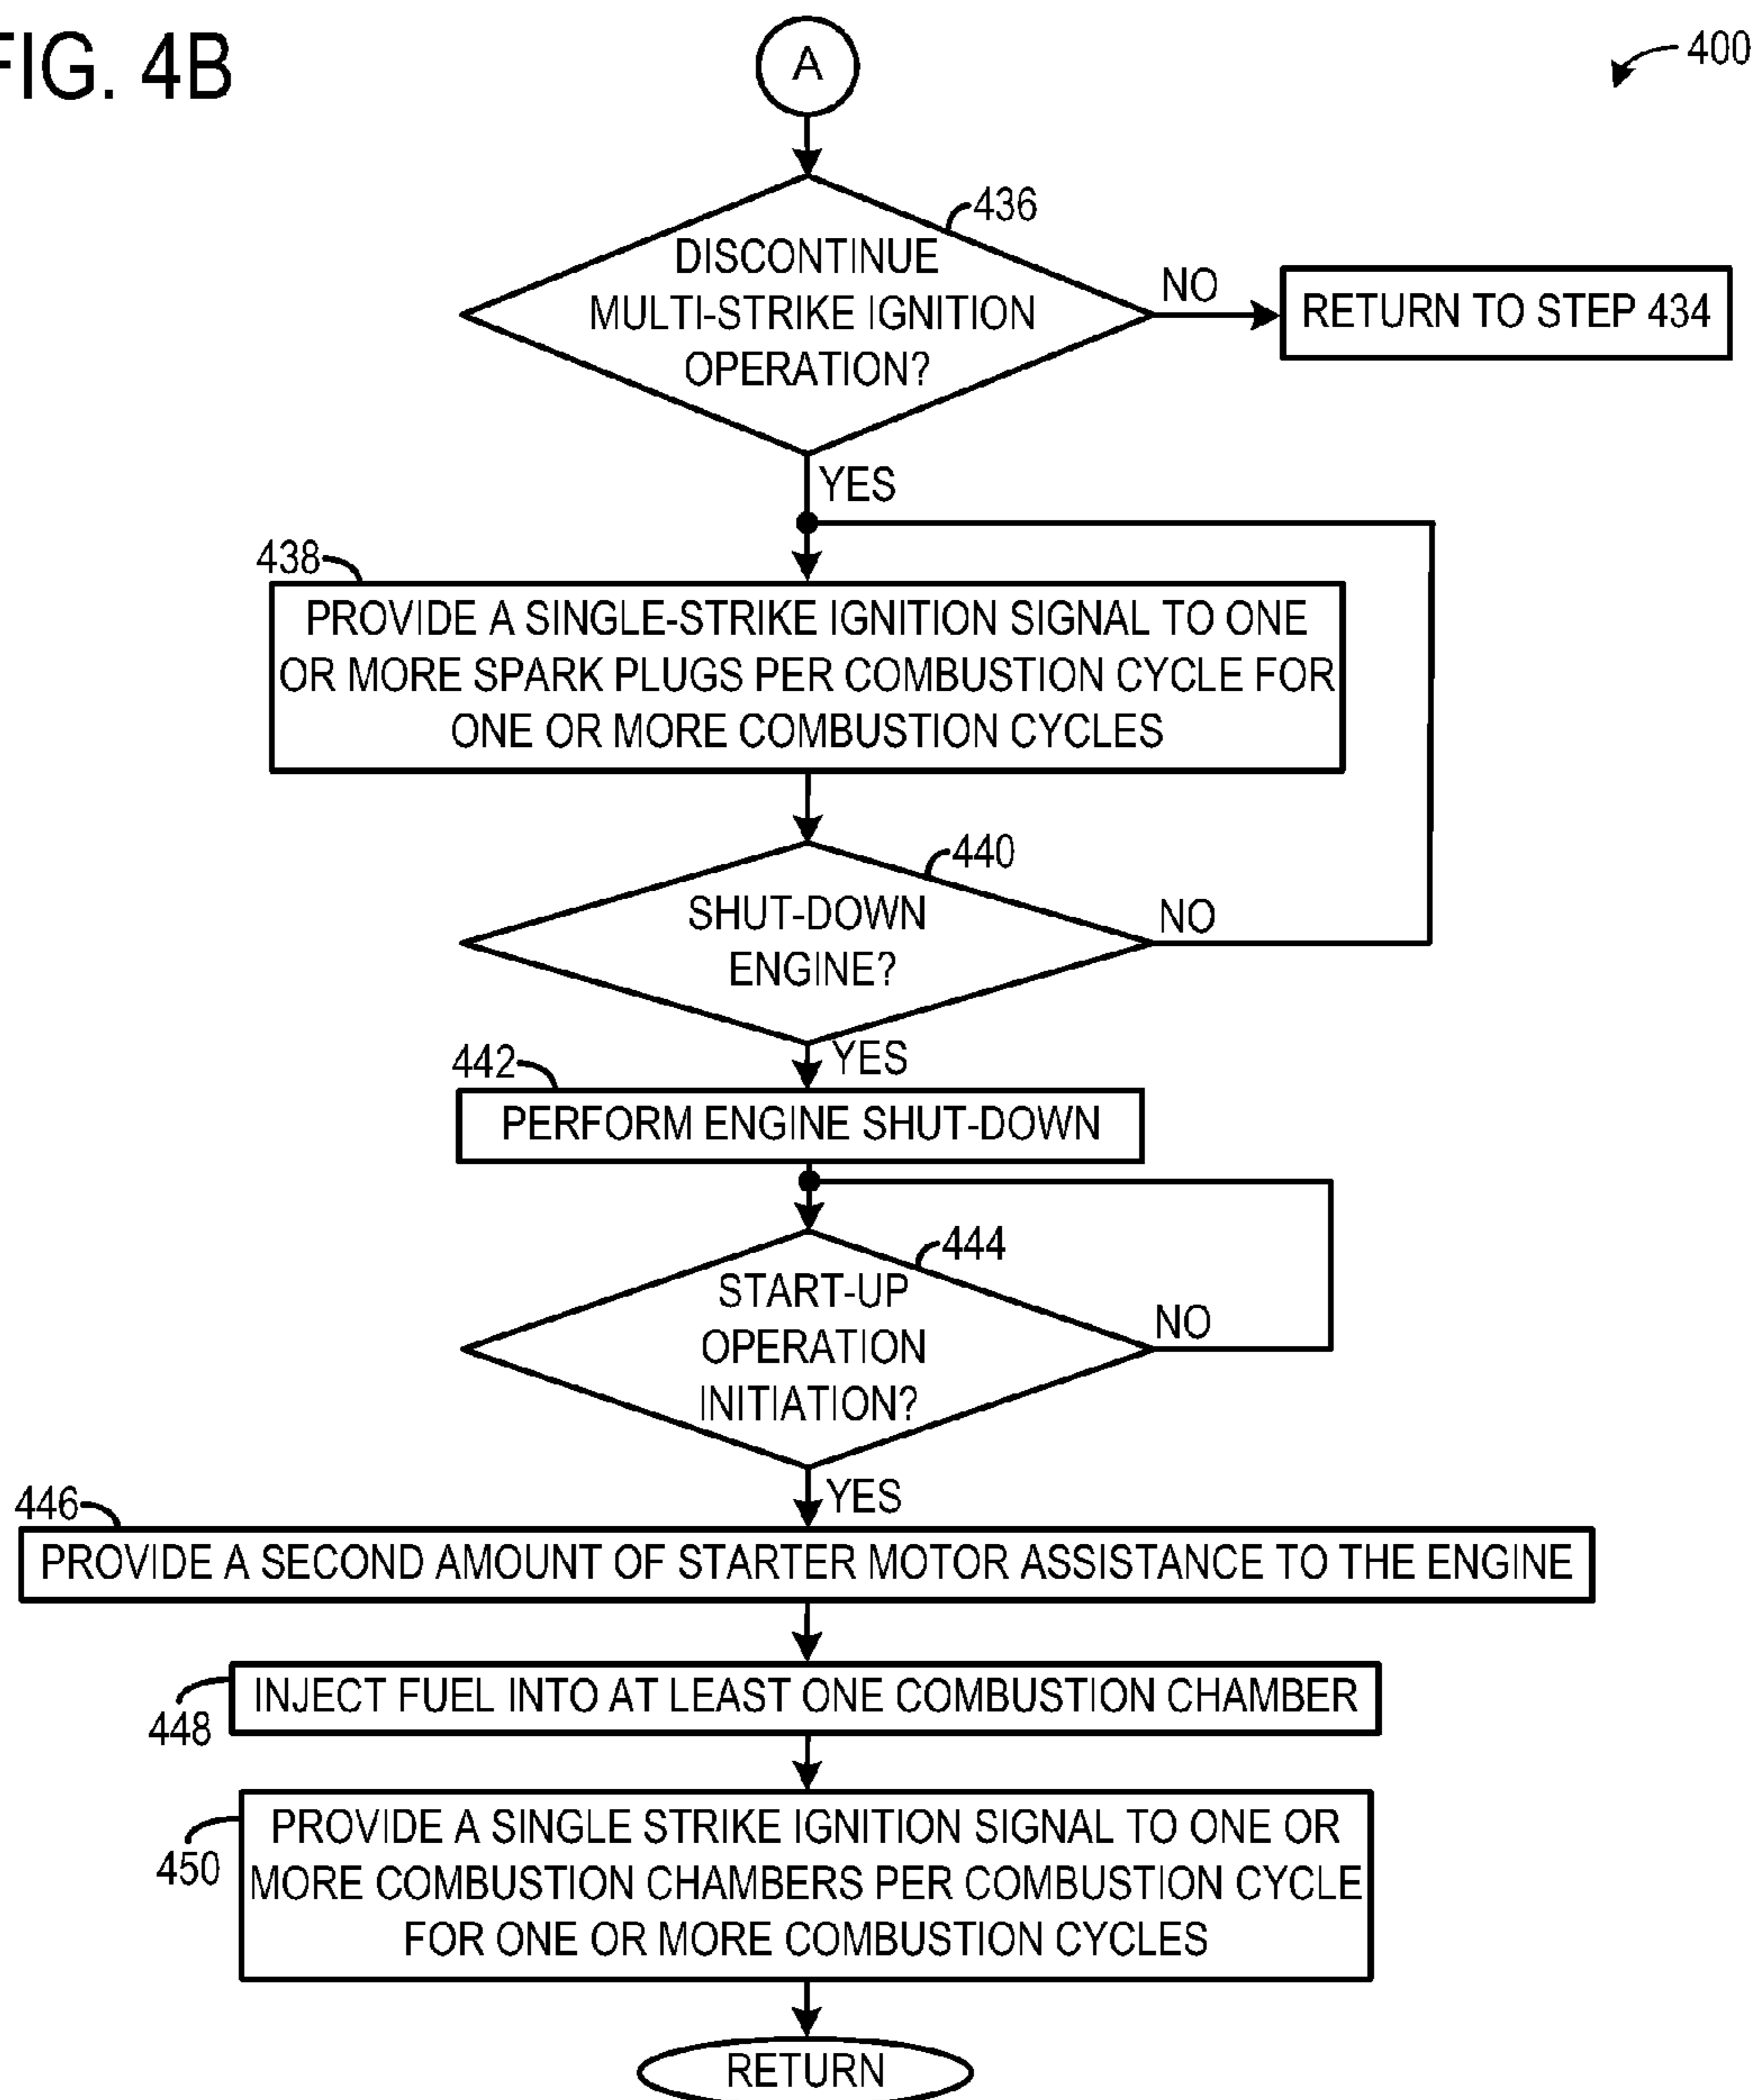 FIG. 4B
A
400
436
DISCONTINUE
MULTI-STRIKE IGNITION
OPERATION?
NO
RETURN TO STEP 434
YES
438
PROVIDE A SINGLE-STRIKE IGNITION SIGNAL TO ONE
OR MORE SPARK PLUGS PER COMBUSTION CYCLE FOR
ONE OR MORE COMBUSTION CYCLES
440
SHUT-DOWN
ENGINE?
NO
YES
442
PERFORM ENGINE SHUT-DOWN
444
START-UP
OPERATION
INITIATION?
NO
YES
446
PROVIDE A SECOND AMOUNT OF STARTER MOTOR ASSISTANCE TO THE ENGINE
INJECT FUEL INTO AT LEAST ONE COMBUSTION CHAMBER
448
PROVIDE A SINGLE STRIKE IGNITION SIGNAL TO ONE OR
MORE COMBUSTION CHAMBERS PER COMBUSTION CYCLE
FOR ONE OR MORE COMBUSTION CYCLES
450
RETURN